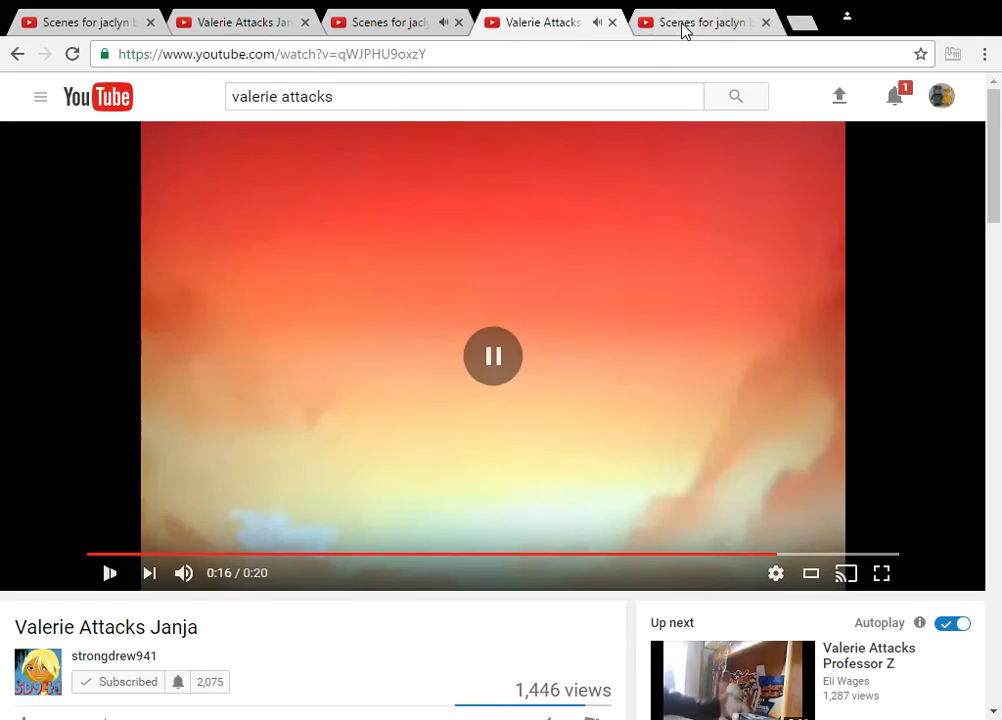 Scenes for jaclyn b
Valerie Attacks Jan
Scenes for jacly
Valerie Attacks
Scenes for jaclyn b
https://www.youtube.com/watch?v=qWJPHU9oxzY
YouTube
valerie attacks
1
0:16 / 0:20
Valerie Attacks Janja
strongdrew941
Subscribed
2,075
1,446 views
Up next
Autoplay
Valerie Attacks
Professor Z
Eli Wages
1,287 views